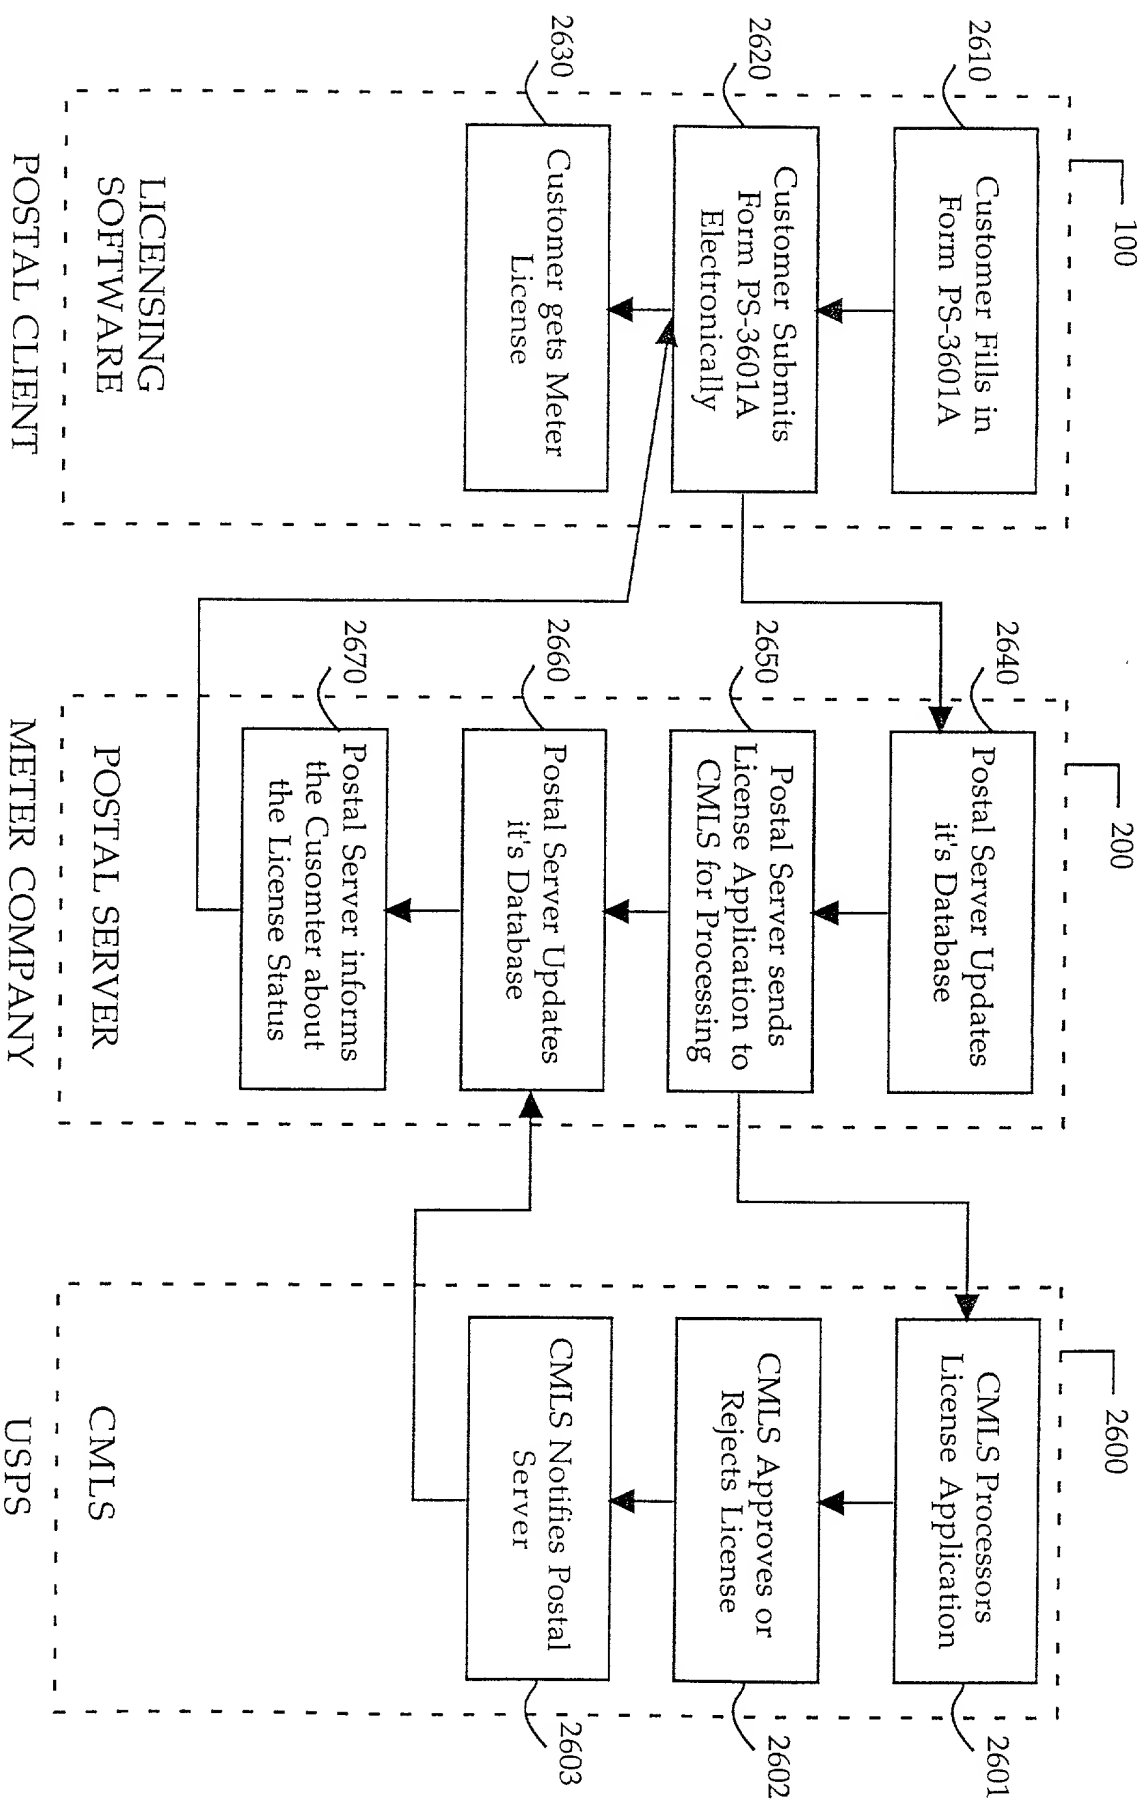 100
2610
Customer Fills in
Form PS-3601A
2620
Customer Submits
Form PS-3601A
Electronically
2630
Customer gets Meter
License
LICENSING
SOFTWARE
POSTAL CLIENT
200
2640
Postal Server Updates
it's Database
2650
Postal Server sends
License Application to
CMLS for Processing
2660
Postal Server Updates
it's Database
2670
Postal Server informs
the Cusomter about
the License Status
POSTAL SERVER
METER COMPANY
2600
CMLS Processors
License Application
2601
CMLS Approves or
Rejects License
2602
CMLS Notifies Postal
Server
2603
CMLS
USPS